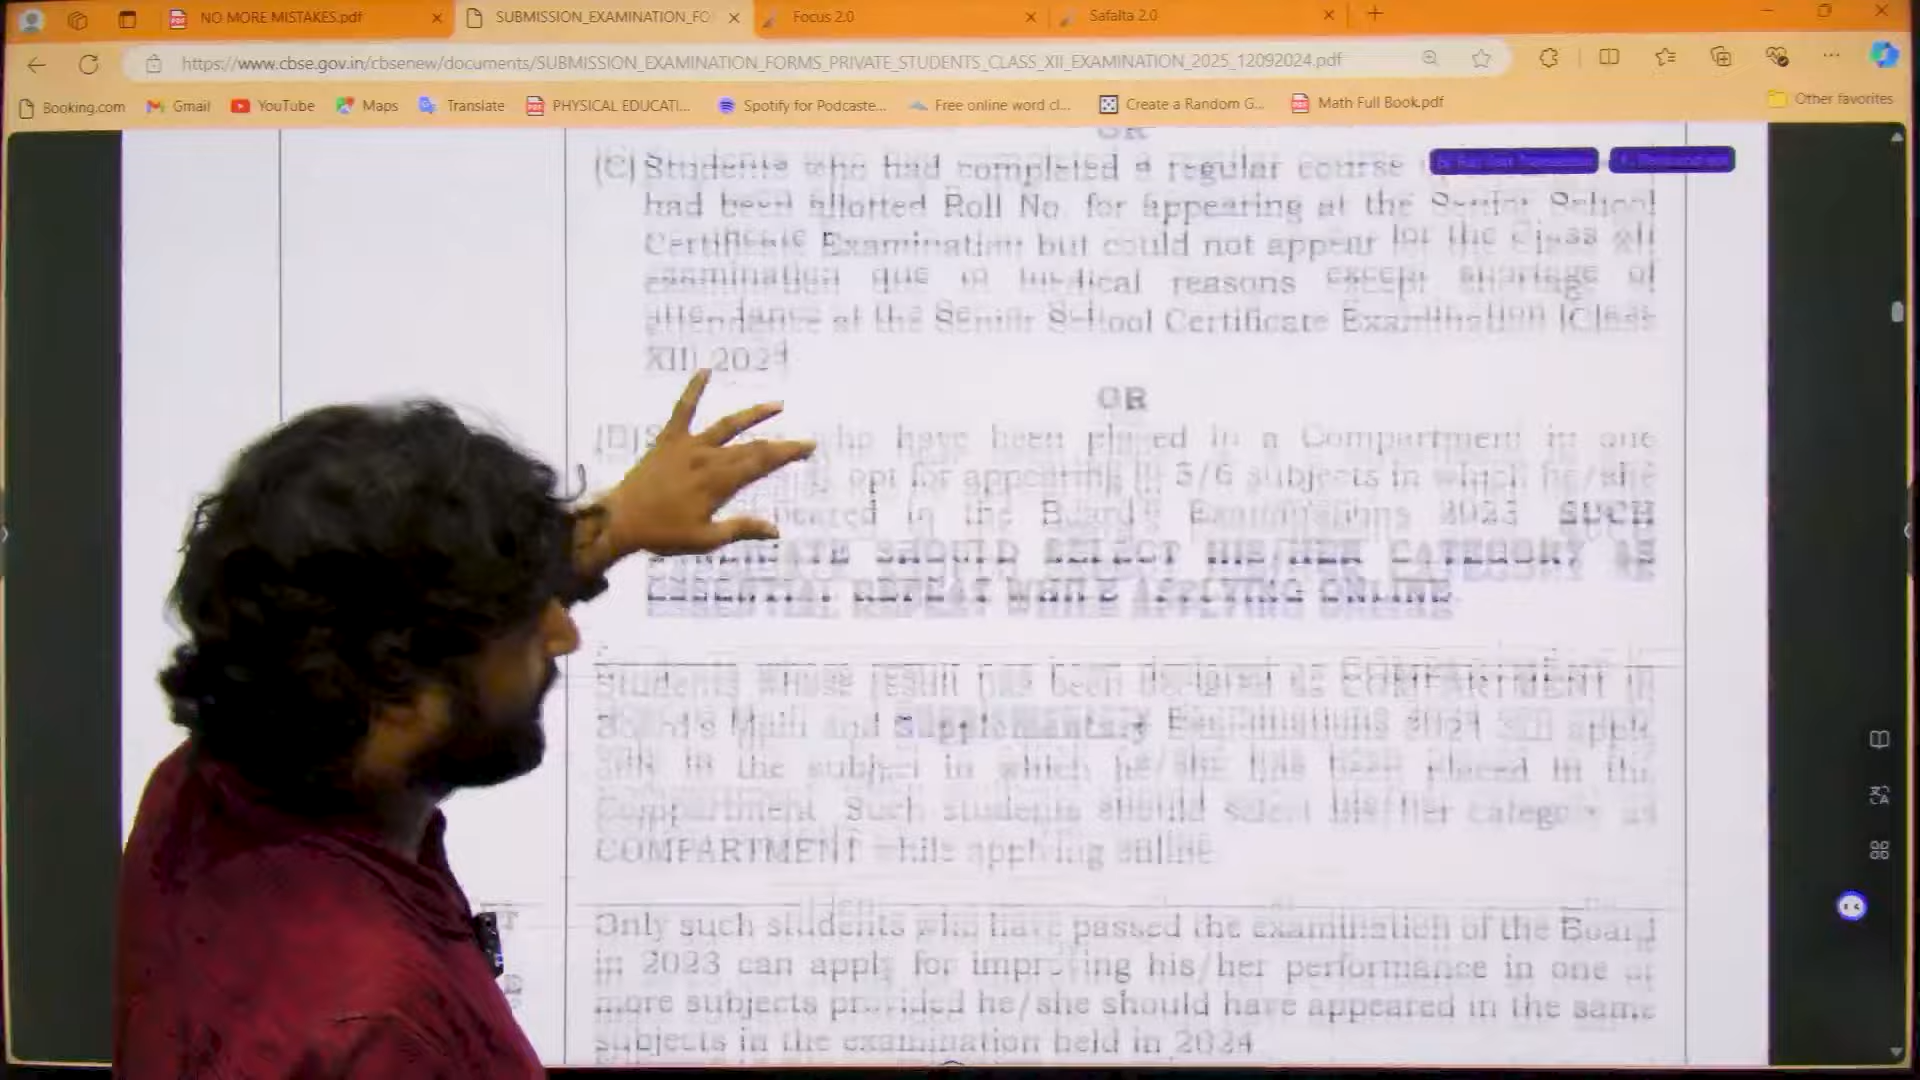 NO MORE MISTAKES.pdf
SUBMISSION_EXAMINATION_FO
Focus 2.0
Safalta 2.0
https://www.cbse.gov.in/cbsenew/documents/SUBMISSION_EXAMINATION_FORMS_PRIVATE_STUDENTS_CLASS_XII_EXAMINATION_2025_12092024.pdf
Booking.com
Gmail
YouTube
Maps
Translate
PHYSICAL EDUCATI...
Spotify for Podcaste...
Free online word cl...
Create a Random G...
Math Full Book.pdf
Other favorites
OR
(C) Students who had completed a regular course
had been allotted Roll No. for appearing at the Senior School
Certificate Examination but could not appear for the Class XII
examination due to medical reasons except shortage of
attendance at the Senior School Certificate Examination (Class
XII) 2024
OR
(D) who have been placed in a Compartment in one
opt for appearing in 5/6 subjects in which he/she
in the Board's Examinations 2023 SUCH
SHOULD SELECT HIS/HER CATEGORY AS
ESSENTIAL REPEAT WHILE APPLYING ONLINE
Students whose result has been declared as COMPARTMENT in
Board's Main and Supplementary Examinations 2024 apply
only in the subject in which he/she has been placed in the
Compartment. Such students should select his/her category as
COMPARTMENT while applying online
Only such students who have passed the examination of the Board
in 2023 can apply for improving his/her performance in one or
more subjects provided he/she should have appeared in the same
subjects in the examination held in 2024